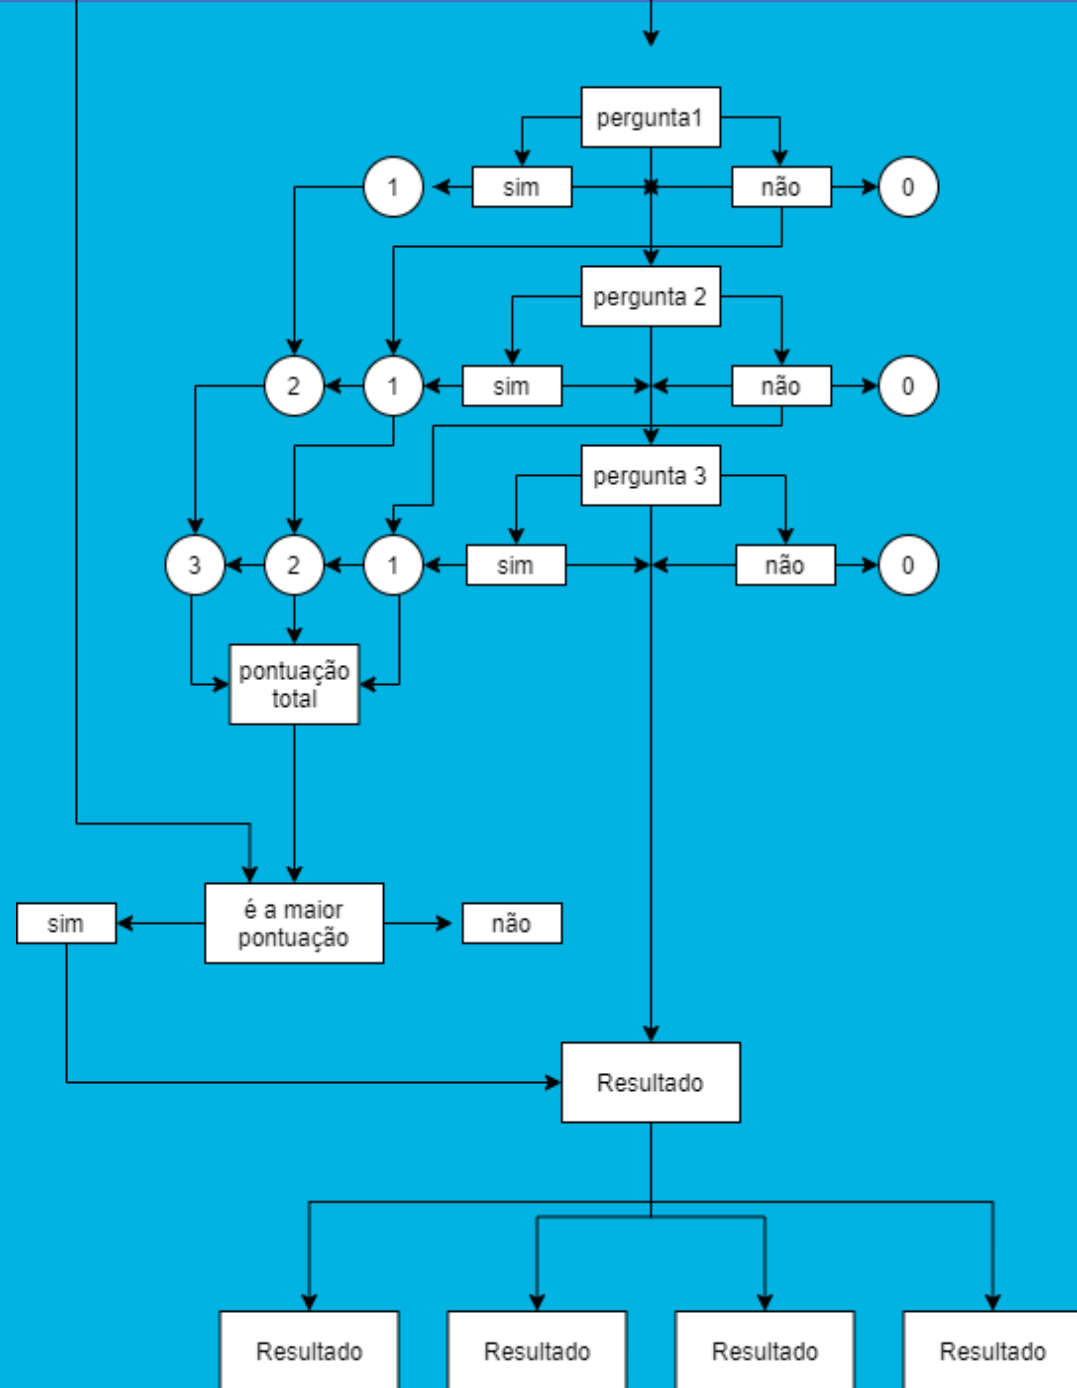 pergunta1
1
sim
não
0
pergunta 2
2
1
sim
não
0
pergunta 3
3
2
1
sim
não
0
pontuação
total
sim
é a maior
pontuação
não
Resultado
Resultado
Resultado
Resultado
Resultado